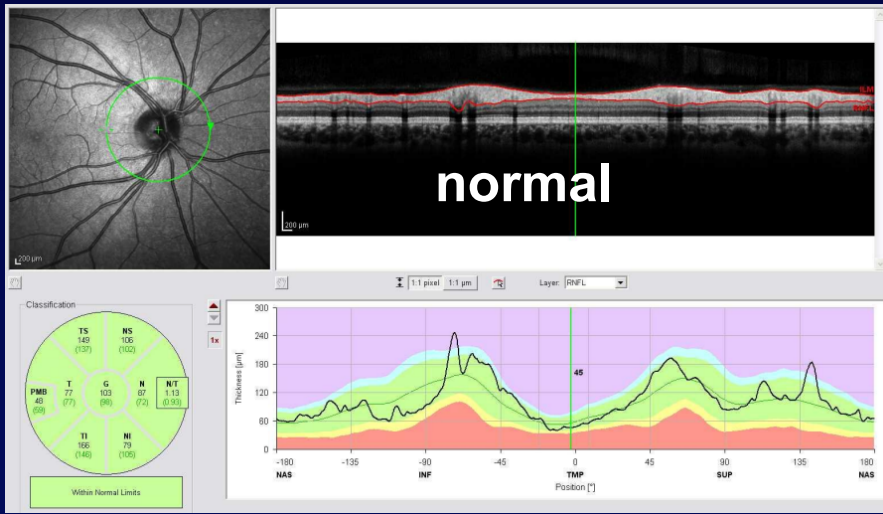 ILM
RNFL
normal
200 µm
200 µm
1:1 pixel 1:1 µm Layer: RNFL
Classification
TS
149
(137)
NS
106
(102)
PMB
48
(59)
T
77
(77)
G
103
(98)
N
87
(72)
N/T
1.13
(0.93)
TI
166
(146)
NI
79
(105)
Within Normal Limits
1x
Thickness [µm]
300
240
180
120
60
0
45
-180 -135 -90 -45 0 45 90 135 180
NAS INF TMP SUP NAS
Position [°]